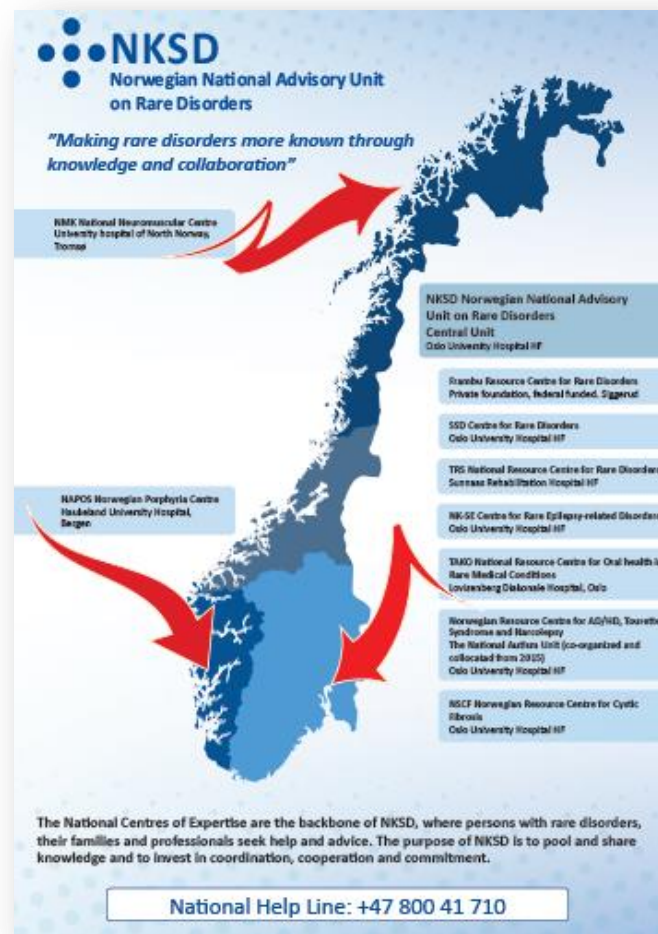 NKSD
Norwegian National Advisory Unit
on Rare Disorders
"Making rare disorders more known through
knowledge and collaboration"
NMK National Neuromuscular Centre
University hospital of North Norway,
Tromsø
NKSD Norwegian National Advisory
Unit on Rare Disorders
Central Unit
Oslo University Hospital HF
Frambu Resource Centre for Rare Disorders
Private foundation, federal funded. Siggerud
SSD Centre for Rare Disorders
Oslo University Hospital HF
TRS National Resource Centre for Rare Disorders
Sunnaas Rehabilitation Hospital HF
NAPOS Norwegian Porphyria Centre
Haukeland University Hospital,
Bergen
NK-SE Centre for Rare Epilepsy-related Disorders
Oslo University Hospital HF
TAKO National Resource Centre for Oral health in
Rare Medical Conditions
Lovisenberg Diakonale Hospital, Oslo
Norwegian Resource Centre for AD/HD, Tourette
Syndrome and Narcolepsy
The National Autism Unit (co-organized and
collocated from 2015)
Oslo University Hospital HF
NSCF Norwegian Resource Centre for Cystic
Fibrosis
Oslo University Hospital HF
The National Centres of Expertise are the backbone of NKSD, where persons with rare disorders,
their families and professionals seek help and advice. The purpose of NKSD is to pool and share
knowledge and to invest in coordination, cooperation and commitment.
National Help Line: +47 800 41 710